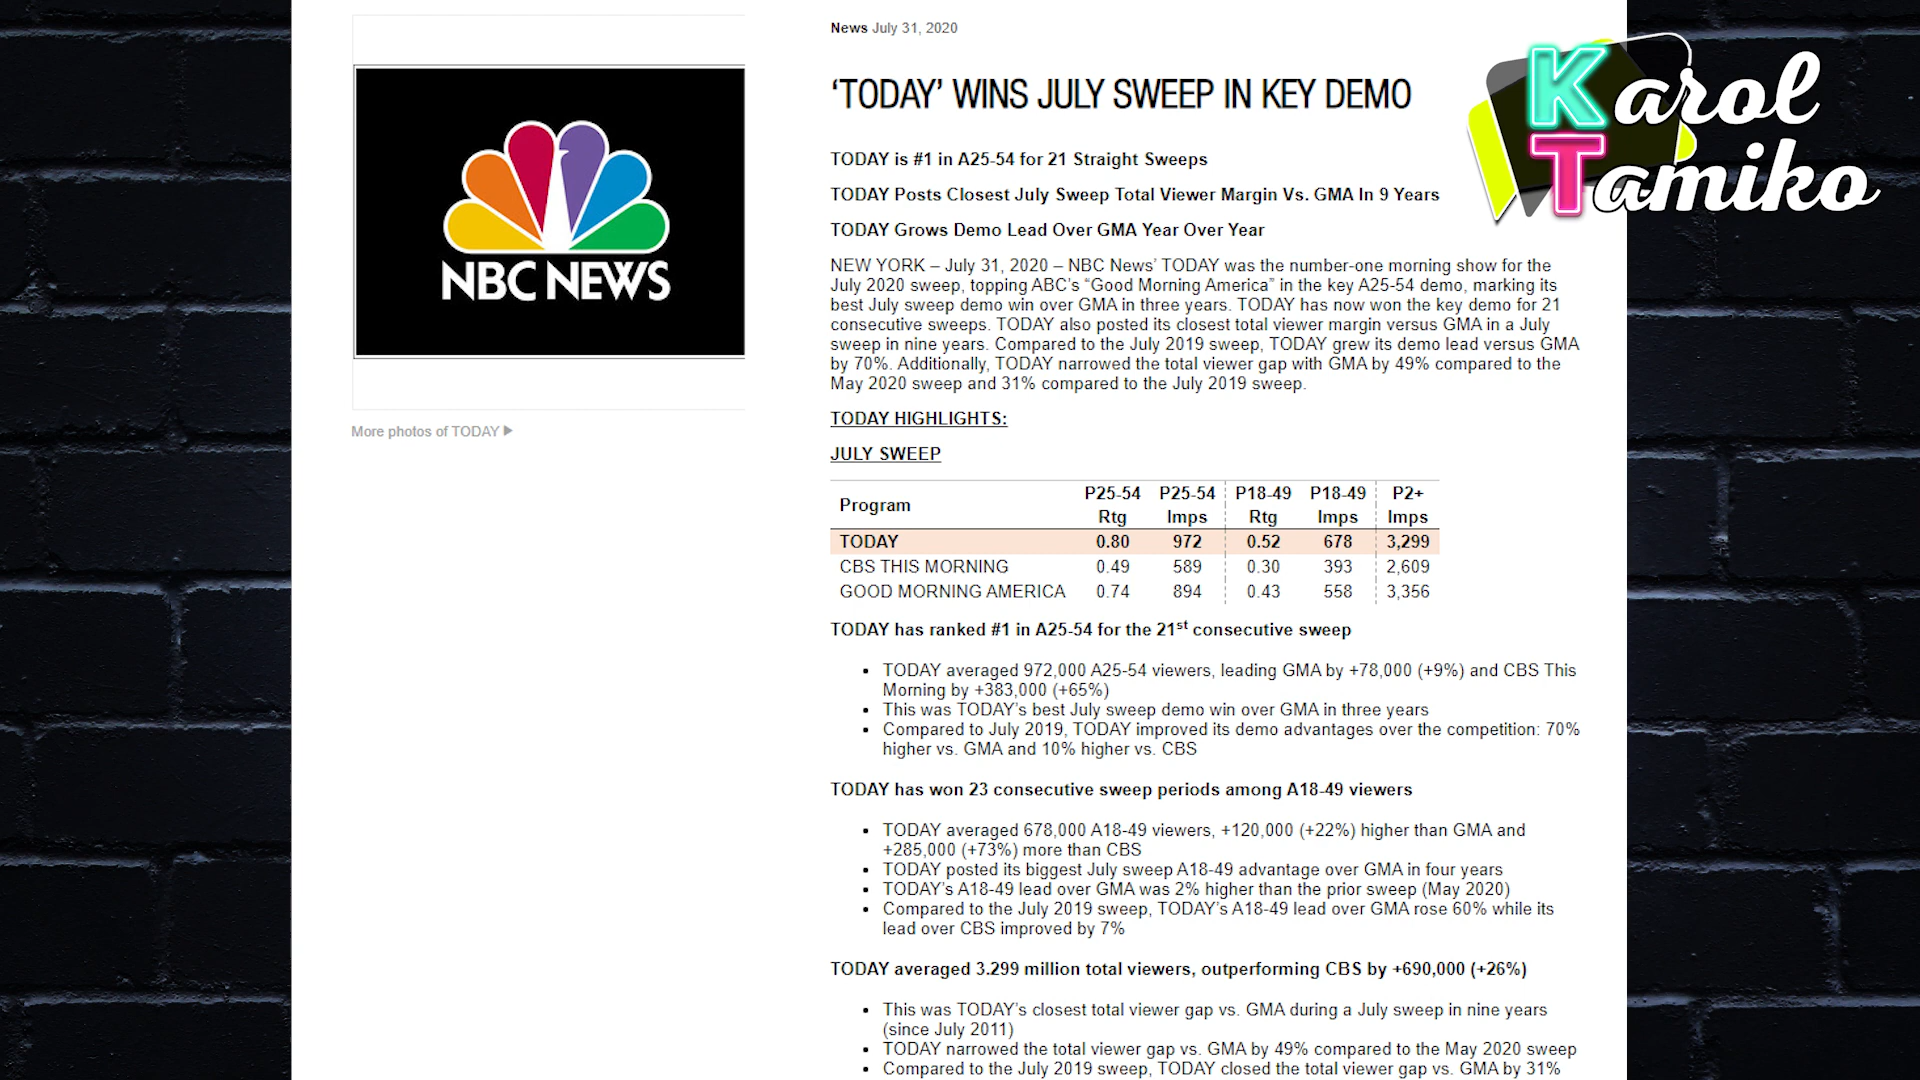 NBC NEWS
More photos of TODAY
News July 31, 2020
‘TODAY’ WINS JULY SWEEP IN KEY DEMO
Karol
Tamiko
TODAY is #1 in A25-54 for 21 Straight Sweeps
TODAY Posts Closest July Sweep Total Viewer Margin Vs. GMA In 9 Years
TODAY Grows Demo Lead Over GMA Year Over Year
NEW YORK – July 31, 2020 – NBC News’ TODAY was the number-one morning show for the
July 2020 sweep, topping ABC’s “Good Morning America” in the key A25-54 demo, marking its
best July sweep demo win over GMA in three years. TODAY has now won the key demo for 21
consecutive sweeps. TODAY also posted its closest total viewer margin versus GMA in a July
sweep in nine years. Compared to the July 2019 sweep, TODAY grew its demo lead versus GMA
by 70%. Additionally, TODAY narrowed the total viewer gap with GMA by 49% compared to the
May 2020 sweep and 31% compared to the July 2019 sweep.
TODAY HIGHLIGHTS:
JULY SWEEP
Program P25-54 Rtg P25-54 Imps P18-49 Rtg P18-49 Imps P2+ Imps
TODAY 0.80 972 0.52 678 3,299
CBS THIS MORNING 0.49 589 0.30 393 2,609
GOOD MORNING AMERICA 0.74 894 0.43 558 3,356
TODAY has ranked #1 in A25-54 for the 21st consecutive sweep
• TODAY averaged 972,000 A25-54 viewers, leading GMA by +78,000 (+9%) and CBS This
Morning by +383,000 (+65%)
• This was TODAY’s best July sweep demo win over GMA in three years
• Compared to July 2019, TODAY improved its demo advantages over the competition: 70%
higher vs. GMA and 10% higher vs. CBS
TODAY has won 23 consecutive sweep periods among A18-49 viewers
• TODAY averaged 678,000 A18-49 viewers, +120,000 (+22%) higher than GMA and
+285,000 (+73%) more than CBS
• TODAY posted its biggest July sweep A18-49 advantage over GMA in four years
• TODAY’s A18-49 lead over GMA was 2% higher than the prior sweep (May 2020)
• Compared to the July 2019 sweep, TODAY’s A18-49 lead over GMA rose 60% while its
lead over CBS improved by 7%
TODAY averaged 3.299 million total viewers, outperforming CBS by +690,000 (+26%)
• This was TODAY’s closest total viewer gap vs. GMA during a July sweep in nine years
(since July 2011)
• TODAY narrowed the total viewer gap vs. GMA by 49% compared to the May 2020 sweep
• Compared to the July 2019 sweep, TODAY closed the total viewer gap vs. GMA by 31%